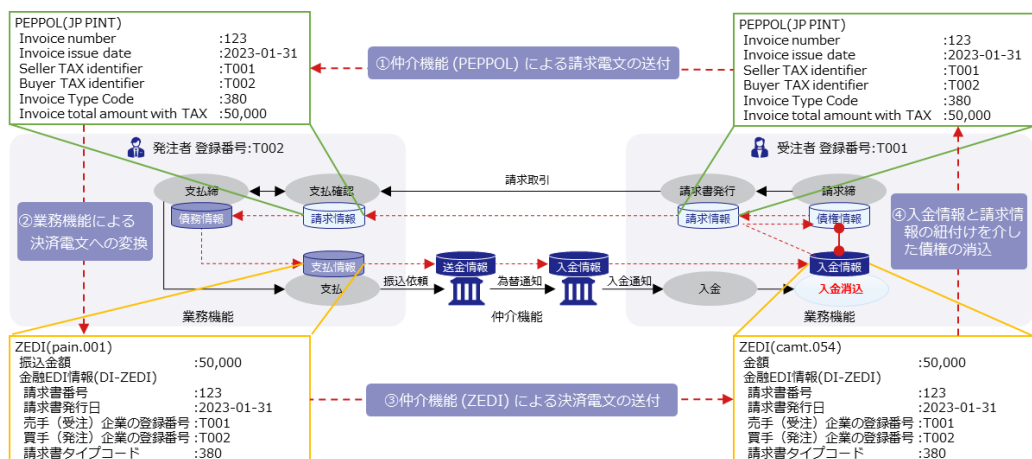 PEPPOL(JP PINT)
Invoice number :123
Invoice issue date :2023-01-31
Seller TAX identifier :T001
Buyer TAX identifier :T002
Invoice Type Code :380
Invoice total amount with TAX :50,000
①仲介機能 (PEPPOL) による請求電文の送付
PEPPOL(JP PINT)
Invoice number :123
Invoice issue date :2023-01-31
Seller TAX identifier :T001
Buyer TAX identifier :T002
Invoice Type Code :380
Invoice total amount with TAX :50,000
発注者 登録番号:T002
受注者 登録番号:T001
支払締
支払確認
請求取引
請求書発行
請求締
債務情報
請求情報
請求情報
債権情報
②業務機能による
決済電文への変換
④入金情報と請求情
報の紐付けを介し
た債権の消込
支払情報
送金情報
入金情報
入金情報
支払
振込依頼
為替通知
入金通知
入金
入金消込
業務機能
仲介機能
業務機能
ZEDI(pain.001)
振込金額 :50,000
金融EDI情報(DI-ZEDI)
請求書番号 :123
請求書発行日 :2023-01-31
売手（受注）企業の登録番号 :T001
買手（発注）企業の登録番号 :T002
請求書タイプコード :380
③仲介機能 (ZEDI) による決済電文の送付
ZEDI(camt.054)
金額 :50,000
金融EDI情報(DI-ZEDI)
請求書番号 :123
請求書発行日 :2023-01-31
売手（受注）企業の登録番号 :T001
買手（発注）企業の登録番号 :T002
請求書タイプコード :380